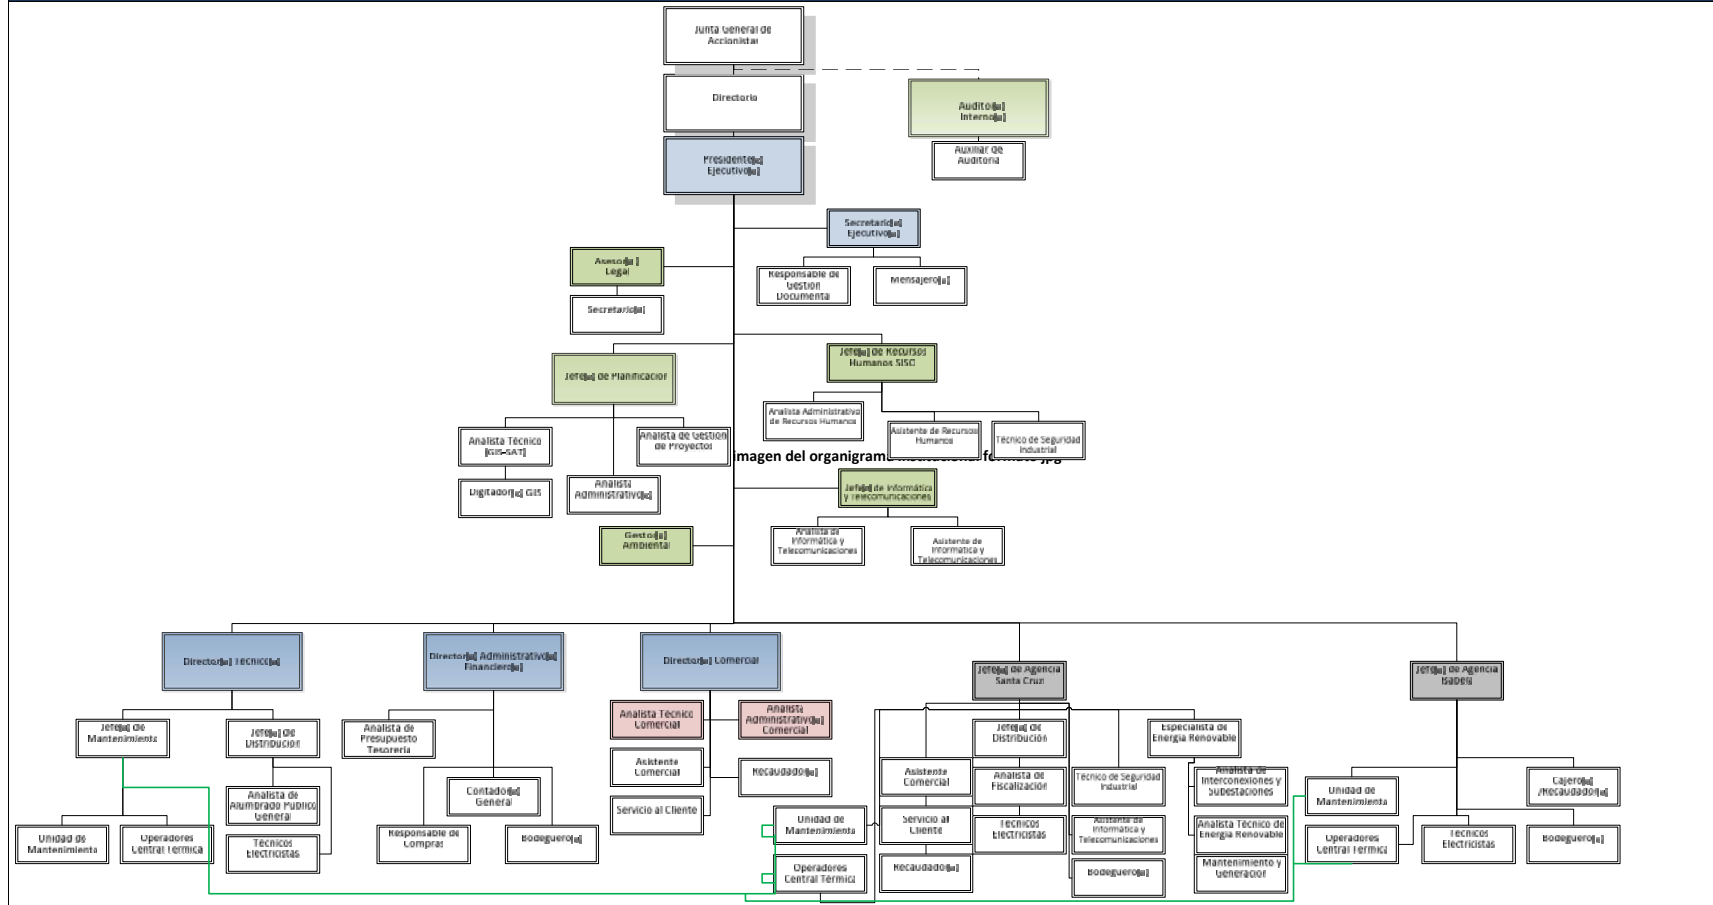 Junta General de
Accionistas
Directorio
Auditor[a]
Interno[a]
Auxiliar de
Auditoria
Presidente[a]
Ejecutivo[a]
Secretario[a]
Ejecutivo[a]
Asesor[a]
Legal
Responsable de
Gestión
Documenta
Mensajero[a]
Secretario[a]
Jefe[a] de Planificación
Jefe[a] de Recursos
Humanos SISO
Analista Administrativo
de Recursos Humanos
Asistente de Recursos
Humanos
Técnico de Seguridad
Industrial
Analista Técnico
[GIS-SAT]
Analista de Gestión
de Proyectos
imagen del organigrama institucional formato jpg
Digitador[a] GIS
Analista
Administrativo[a]
Jefe[a] de Informática
y Telecomunicaciones
Gestor[a]
Ambiental
Analista de
Informática y
Telecomunicaciones
Asistente de
Informática y
Telecomunicaciones
Director[a] Técnico[a]
Director[a] Administrativo[a]
Financiero[a]
Director[a] Comercial
Jefe[a] de Agencia
Santa Cruz
Jefe[a] de Agencia
Isabela
Jefe[a] de
Mantenimiento
Jefe[a] de
Distribución
Analista de
Presupuesto
Tesorería
Analista Técnico
Comercial
Analista
Administrativo[a]
Comercial
Jefe[a] de
Distribución
Especialista de
Energía Renovable
Asistente
Comercial
Recaudador[a]
Asistente
Comercial
Analista de
Fiscalización
Técnico de Seguridad
Industrial
Analista de
Interconexiones y
Subestaciones
Unidad de
Mantenimiento
Cajero[a]
/Recaudador[a]
Analista de
Alumbrado Publico
General
Contador[a]
General
Servicio al Cliente
Unidad de
Mantenimiento
Servicio al
Cliente
Técnicos
Electricistas
Asistente de
Informática y
Telecomunicaciones
Analista Técnico de
Energía Renovable
Unidad de
Mantenimiento
Operadores
Central Térmica
Técnicos
Electricistas
Responsable de
Compras
Bodeguero[a]
Operadores
Central Térmica
Recaudador[a]
Bodeguero[a]
Mantenimiento y
Generación
Operadores
Central Térmica
Técnicos
Electricistas
Bodeguero[a]